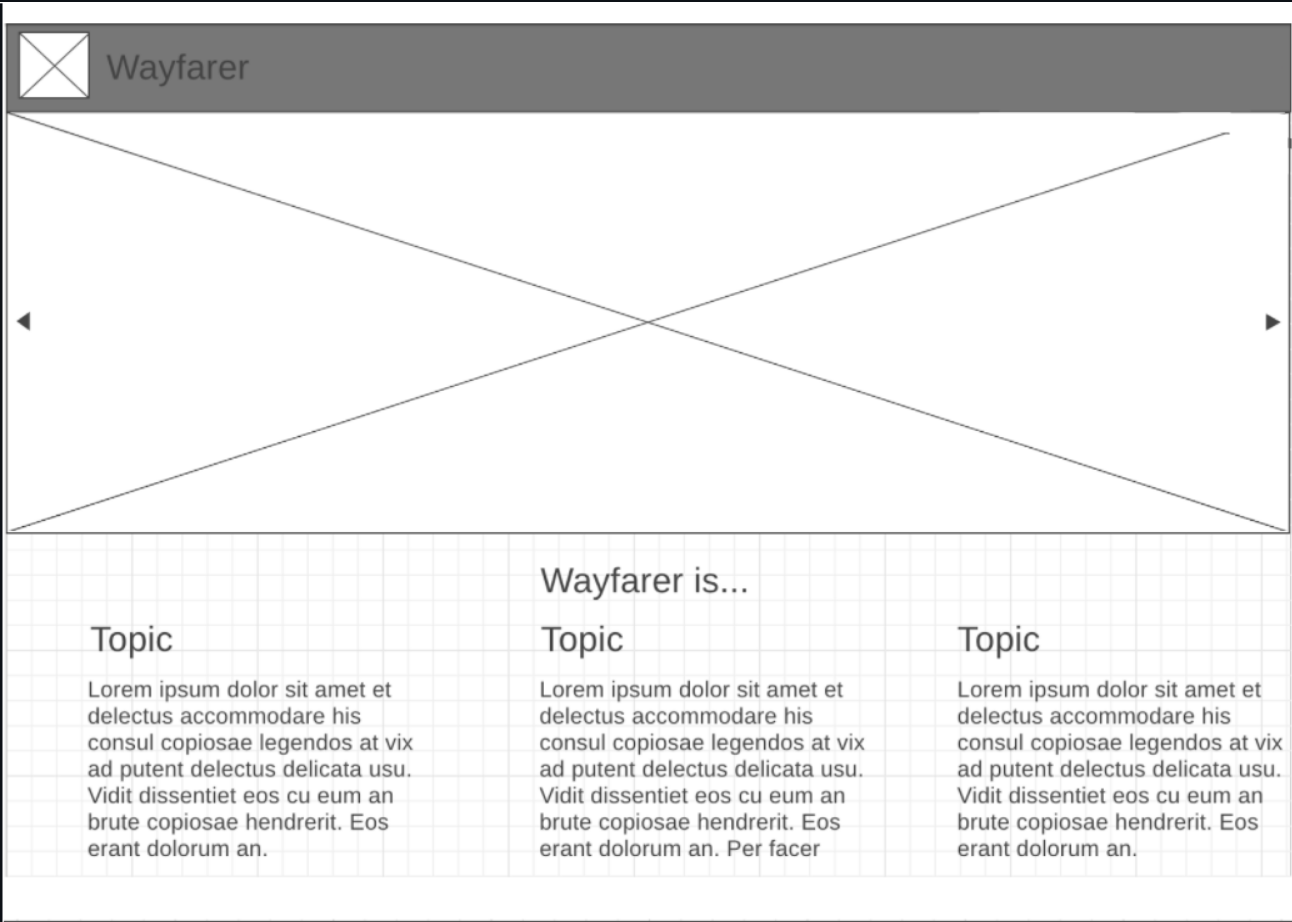 Wayfarer
Wayfarer is...
Topic
Lorem ipsum dolor sit amet et
delectus accommodare his
consul copiosae legendos at vix
ad putent delectus delicata usu.
Vidit dissentiet eos cu eum an
brute copiosae hendrerit. Eos
erant dolorum an.
Topic
Lorem ipsum dolor sit amet et
delectus accommodare his
consul copiosae legendos at vix
ad putent delectus delicata usu.
Vidit dissentiet eos cu eum an
brute copiosae hendrerit. Eos
erant dolorum an. Per facer
Topic
Lorem ipsum dolor sit amet et
delectus accommodare his
consul copiosae legendos at vix
ad putent delectus delicata usu.
Vidit dissentiet eos cu eum an
brute copiosae hendrerit. Eos
erant dolorum an.